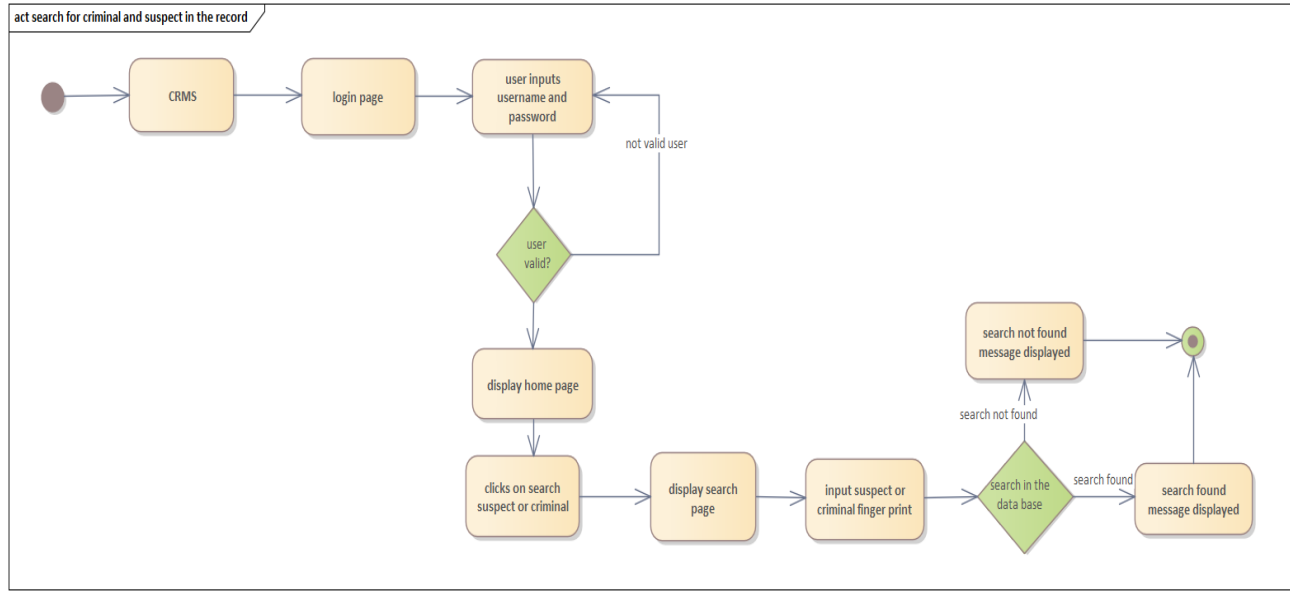 act search for criminal and suspect in the record
CRMS
login page
user inputs
username and
password
not valid user
user
valid?
display home page
clicks on search
suspect or criminal
display search
page
input suspect or
criminal finger print
search in the
data base
search not found
search not found
message displayed
search found
search found
message displayed